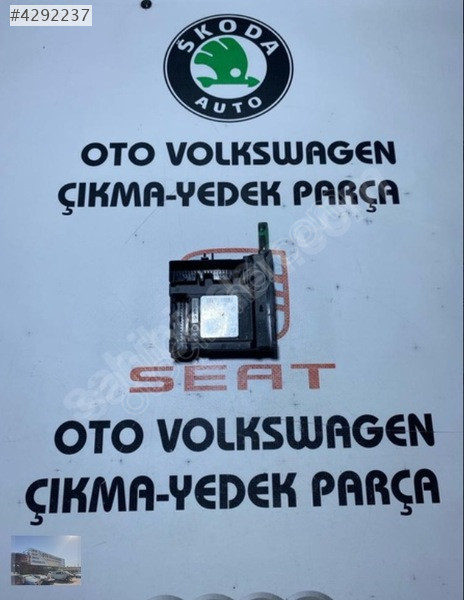 #4292237
ŠKODA
AUTO
OTO VOLKSWAGEN
ÇIKMA-YEDEK PARÇA
SEAT
OTO VOLKSWAGEN
ÇIKMA-YEDEK PARÇA